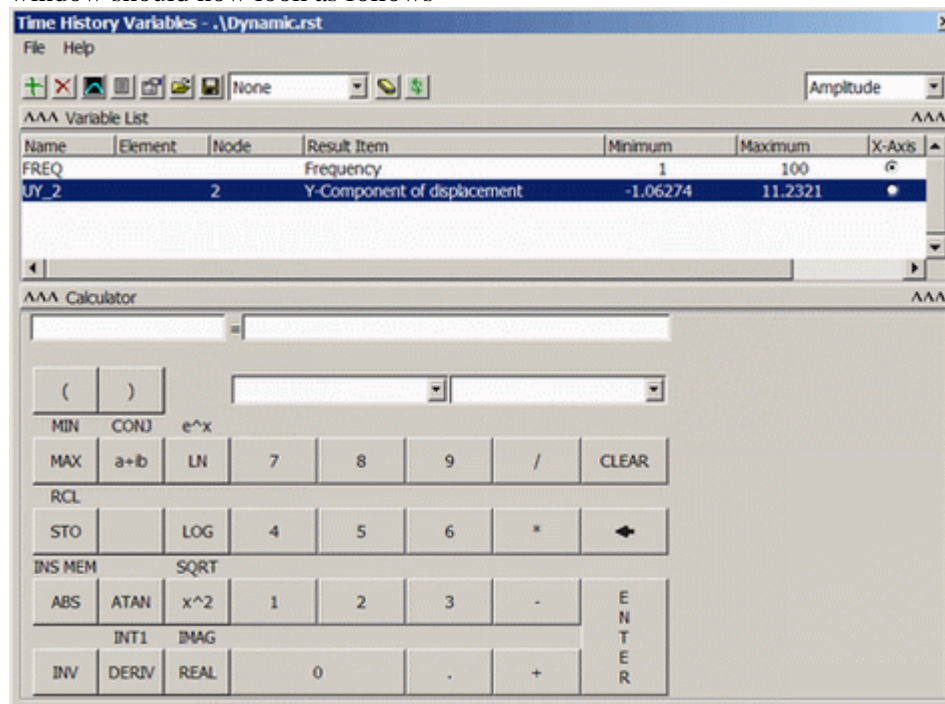 window should now look as follows
Time History Variables - .\Dynamic.rst
File Help
None Amplitude
Variable List
Name Element Node Result Item Minimum Maximum X-Axis
FREQ Frequency 1 100
UY_2 2 Y-Component of displacement -1.06274 11.2321
Calculator
=
( )
MIN CONJ e^x
MAX a+ib LN 7 8 9 / CLEAR
RCL
STO LOG 4 5 6 *
INS MEM SQRT
ABS ATAN x^2 1 2 3 - ENTER
INT1 IMAG
INV DERIV REAL 0 . +